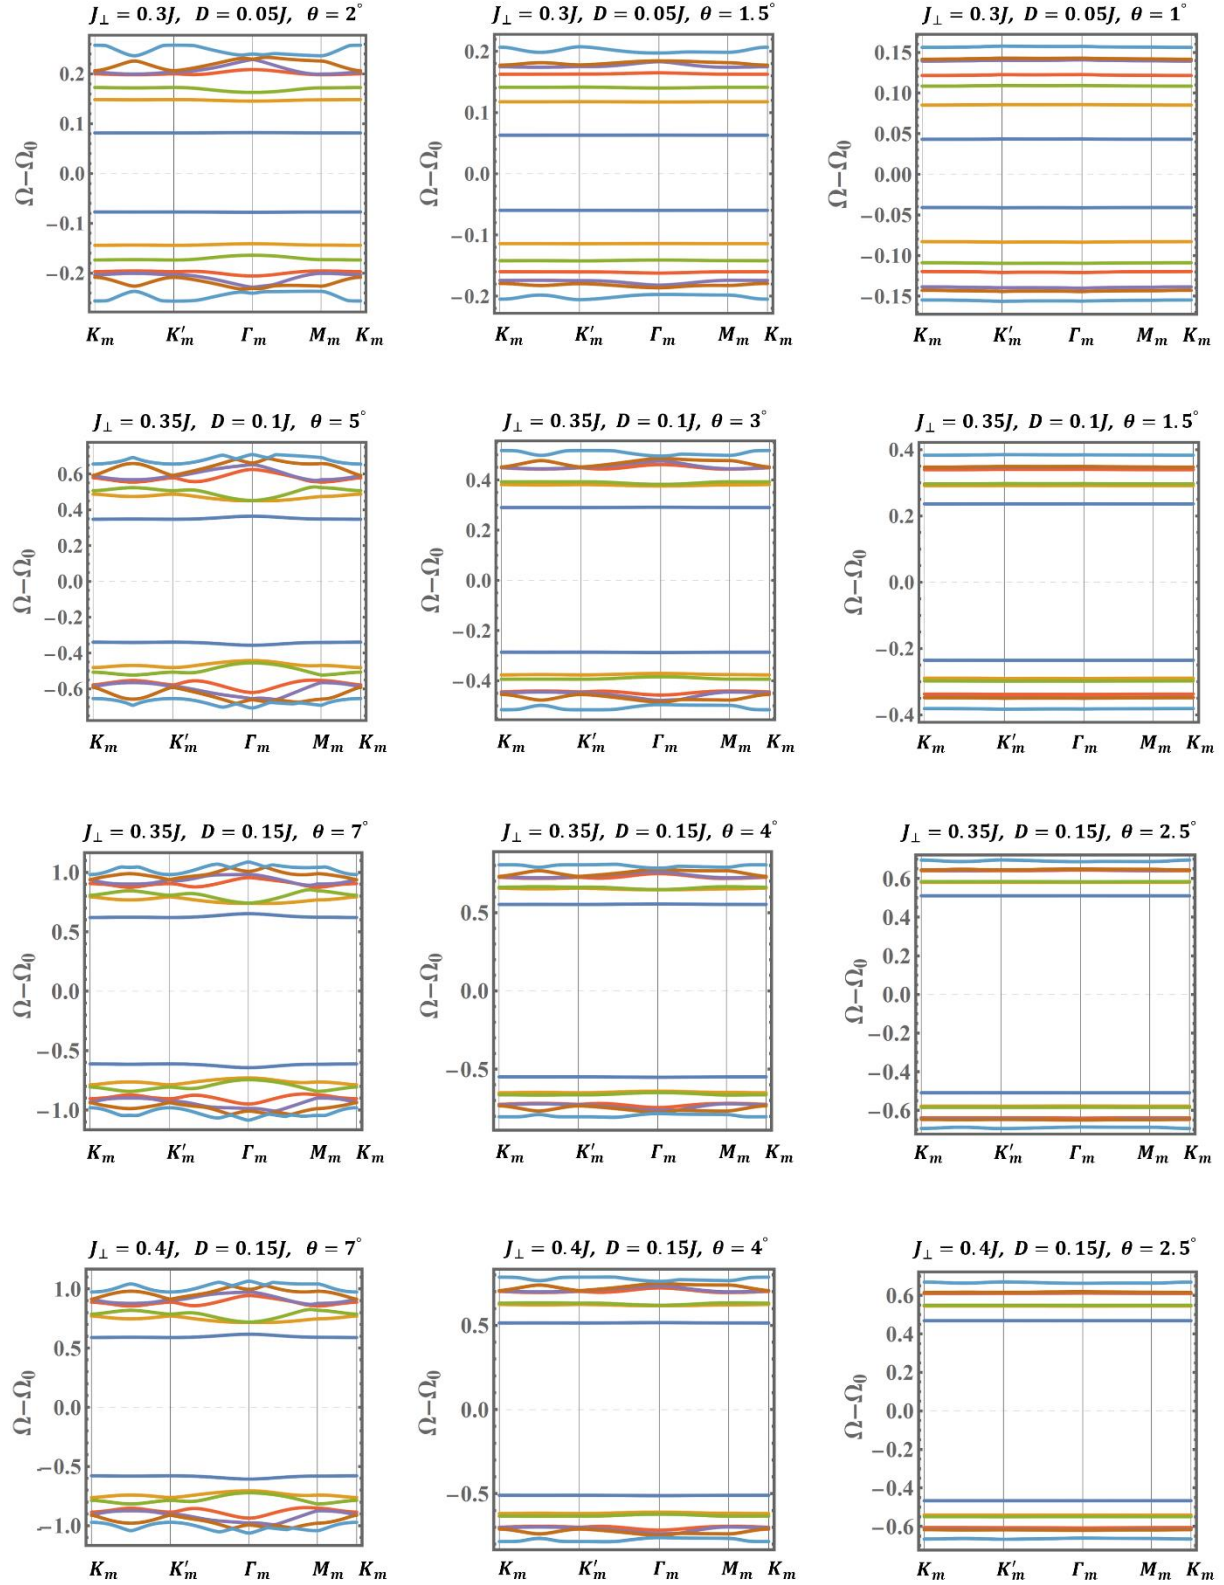 J⊥ = 0.3J, D = 0.05J, θ = 2°
0.2
0.1
0.0
−0.1
−0.2
Ω−Ω0
Km K′m Γm Mm Km
J⊥ = 0.3J, D = 0.05J, θ = 1.5°
0.2
0.1
0.0
−0.1
−0.2
Ω−Ω0
Km K′m Γm Mm Km
J⊥ = 0.3J, D = 0.05J, θ = 1°
0.15
0.10
0.05
0.00
−0.05
−0.10
−0.15
Ω−Ω0
Km K′m Γm Mm Km
J⊥ = 0.35J, D = 0.1J, θ = 5°
0.6
0.4
0.2
0.0
−0.2
−0.4
−0.6
Ω−Ω0
Km K′m Γm Mm Km
J⊥ = 0.35J, D = 0.1J, θ = 3°
0.4
0.2
0.0
−0.2
−0.4
Ω−Ω0
Km K′m Γm Mm Km
J⊥ = 0.35J, D = 0.1J, θ = 1.5°
0.4
0.2
0.0
−0.2
−0.4
Ω−Ω0
Km K′m Γm Mm Km
J⊥ = 0.35J, D = 0.15J, θ = 7°
1.0
0.5
0.0
−0.5
−1.0
Ω−Ω0
Km K′m Γm Mm Km
J⊥ = 0.35J, D = 0.15J, θ = 4°
0.5
0.0
−0.5
Ω−Ω0
Km K′m Γm Mm Km
J⊥ = 0.35J, D = 0.15J, θ = 2.5°
0.6
0.4
0.2
0.0
−0.2
−0.4
−0.6
Ω−Ω0
Km K′m Γm Mm Km
J⊥ = 0.4J, D = 0.15J, θ = 7°
1.0
0.5
0.0
−0.5
−1.0
Ω−Ω0
Km K′m Γm Mm Km
J⊥ = 0.4J, D = 0.15J, θ = 4°
0.5
0.0
−0.5
Ω−Ω0
Km K′m Γm Mm Km
J⊥ = 0.4J, D = 0.15J, θ = 2.5°
0.6
0.4
0.2
0.0
−0.2
−0.4
−0.6
Ω−Ω0
Km K′m Γm Mm Km